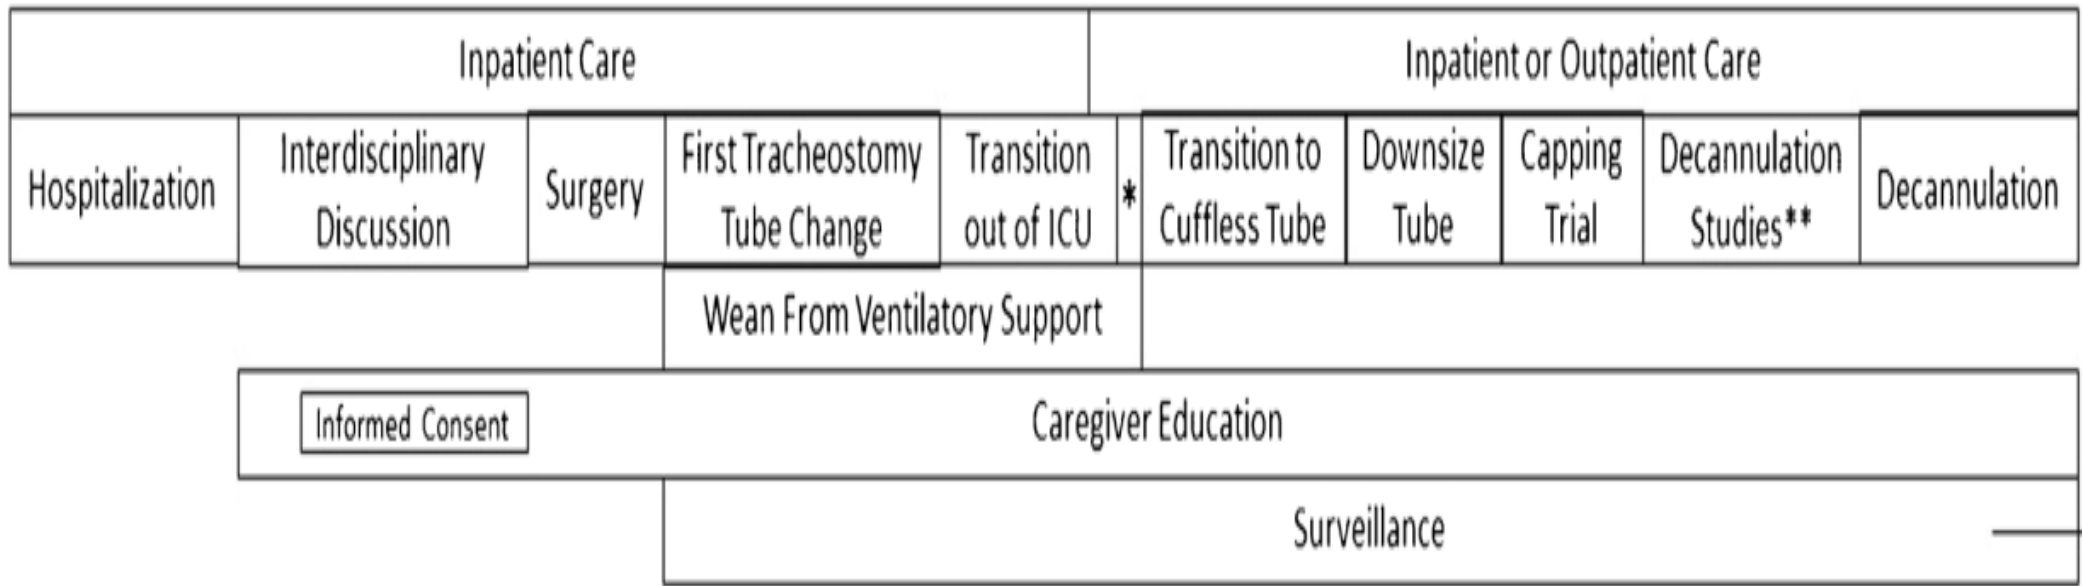 Inpatient Care
Inpatient or Outpatient Care
Hospitalization
Interdisciplinary
Discussion
Surgery
First Tracheostomy
Tube Change
Transition
out of ICU
*
Transition to
Cuffless Tube
Downsize
Tube
Capping
Trial
Decannulation
Studies**
Decannulation
Wean From Ventilatory Support
Informed Consent
Caregiver Education
Surveillance